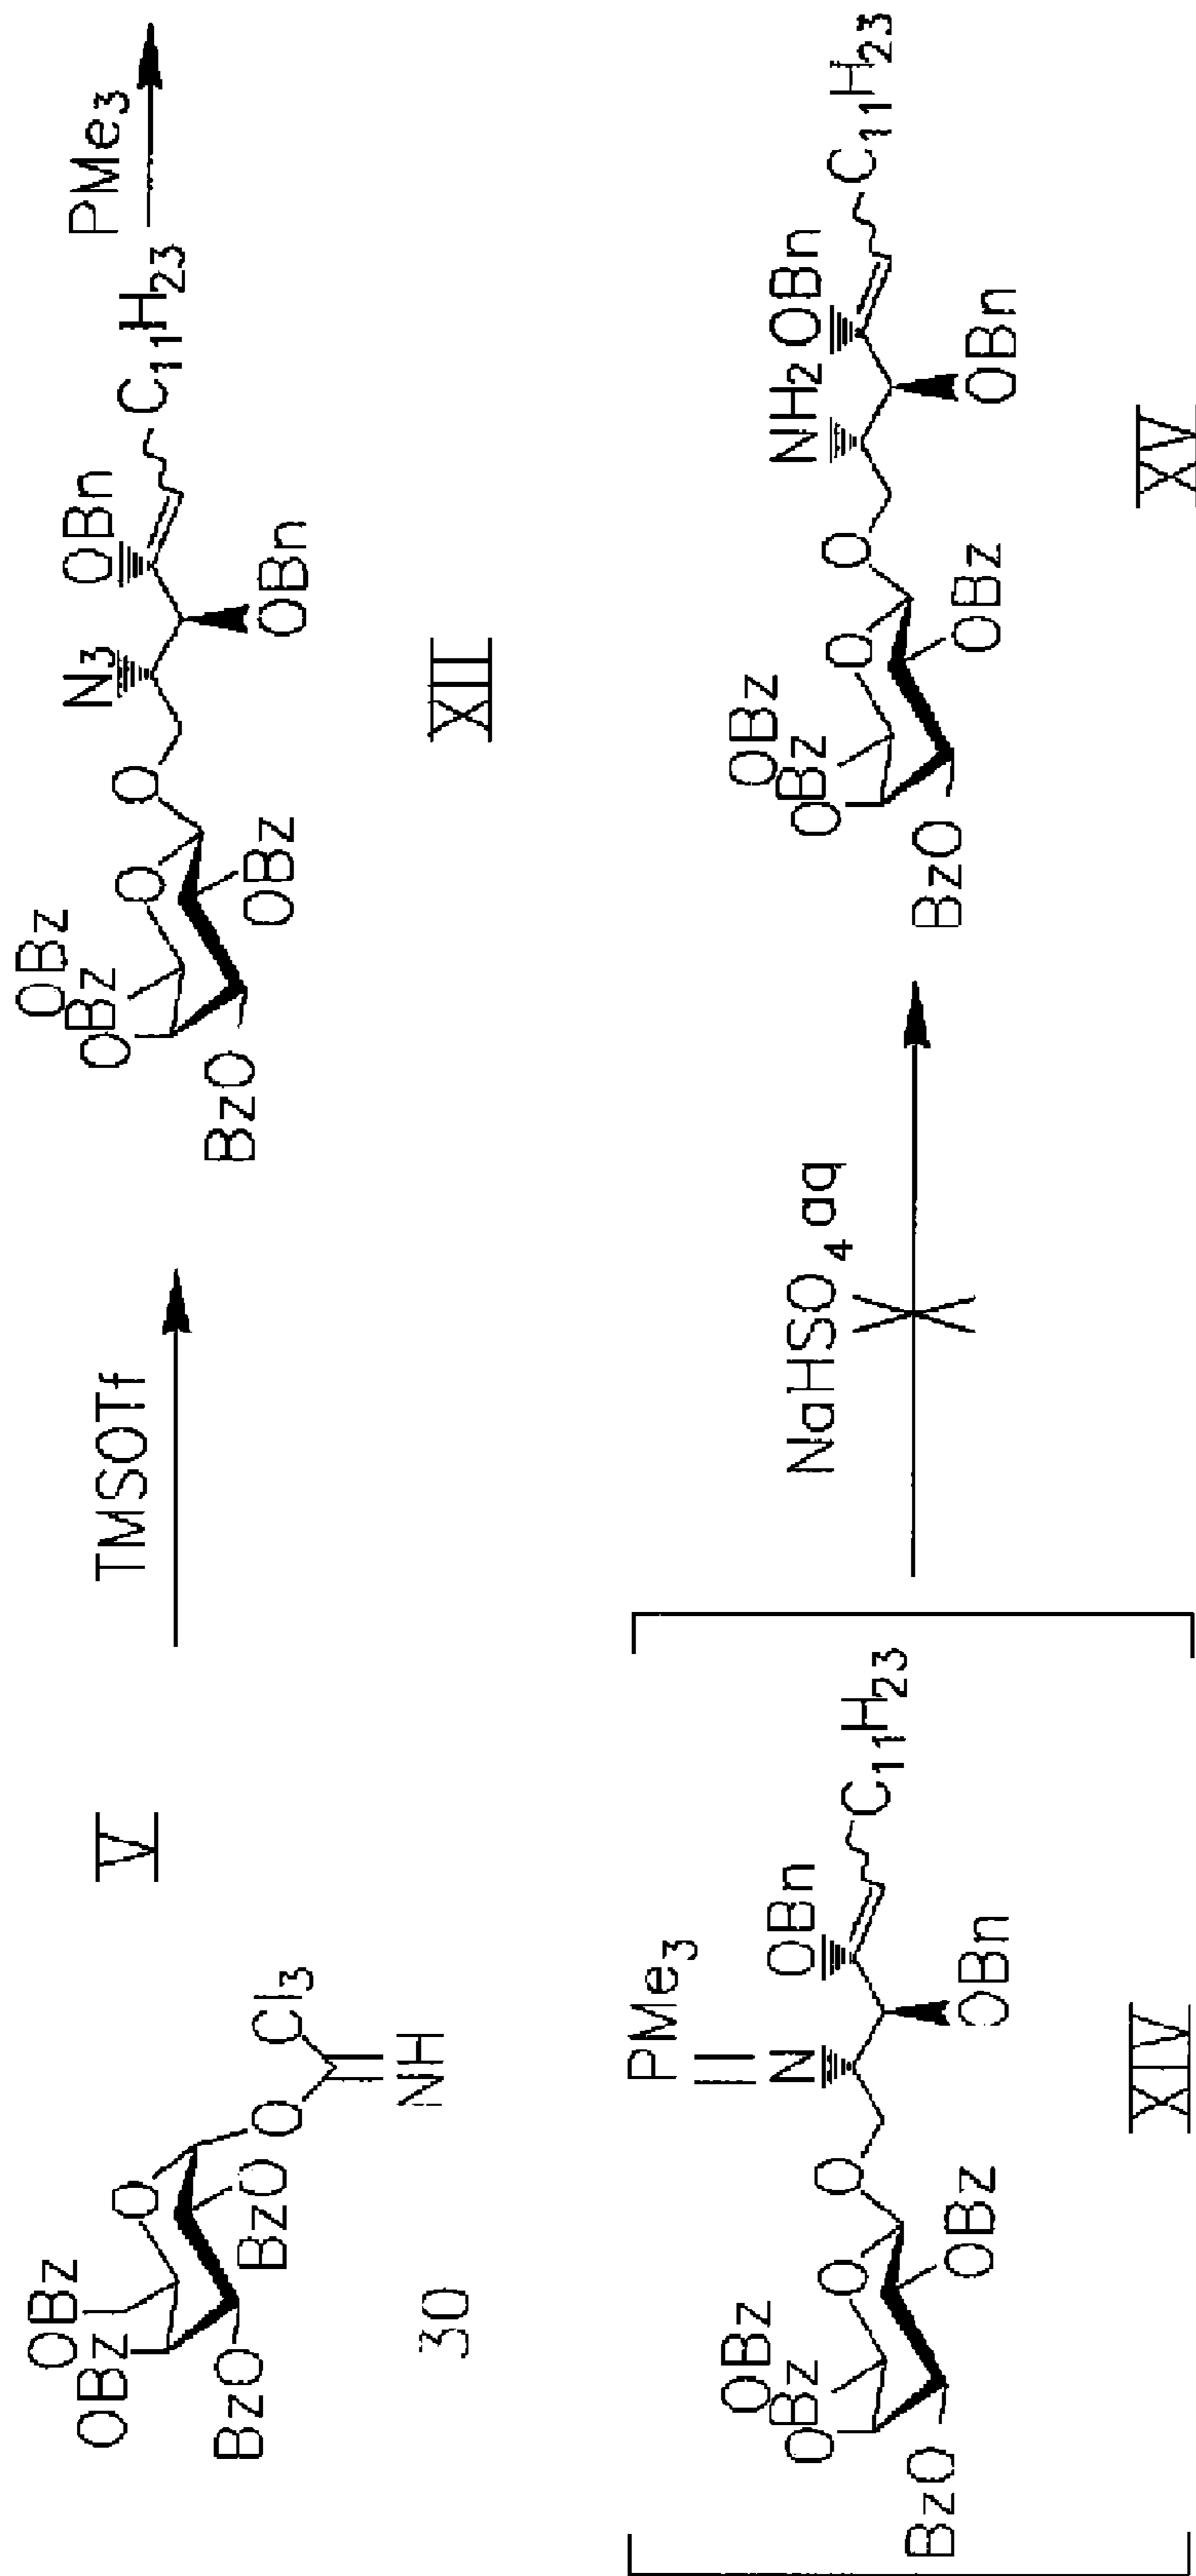 OBz
OBz
BzO
BzO
O
O
CCl3
NH
30
V
TMSOTf
OBz
OBz
BzO
OBz
O
O
N3
OBn
OBn
C11H23
XII
PMe3
OBz
OBz
BzO
OBz
O
O
PMe3
N
OBn
OBn
C11H23
XIV
NaHSO4 aq
OBz
OBz
BzO
OBz
O
O
NH2
OBn
OBn
C11H23
XV